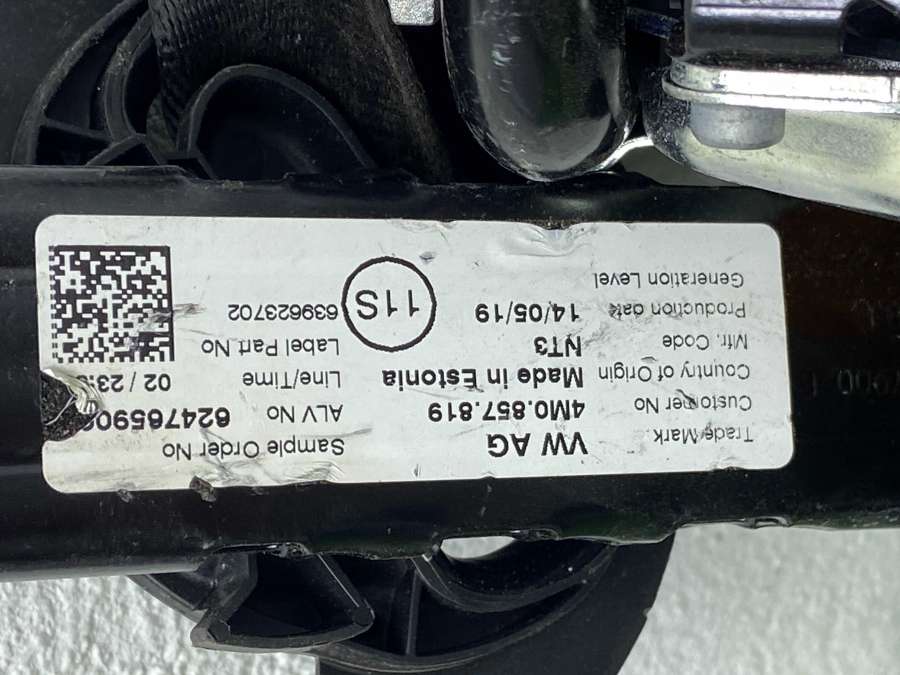 Trade Mark. VW AG Sample Order No
Customer No 4M0.857.819 ALV No
Country of Origin Made in Estonia Line/Time 02 /
Mfr. Code NT3 Label Part No
Production date 14/05/19 11S 639623702
Generation Level